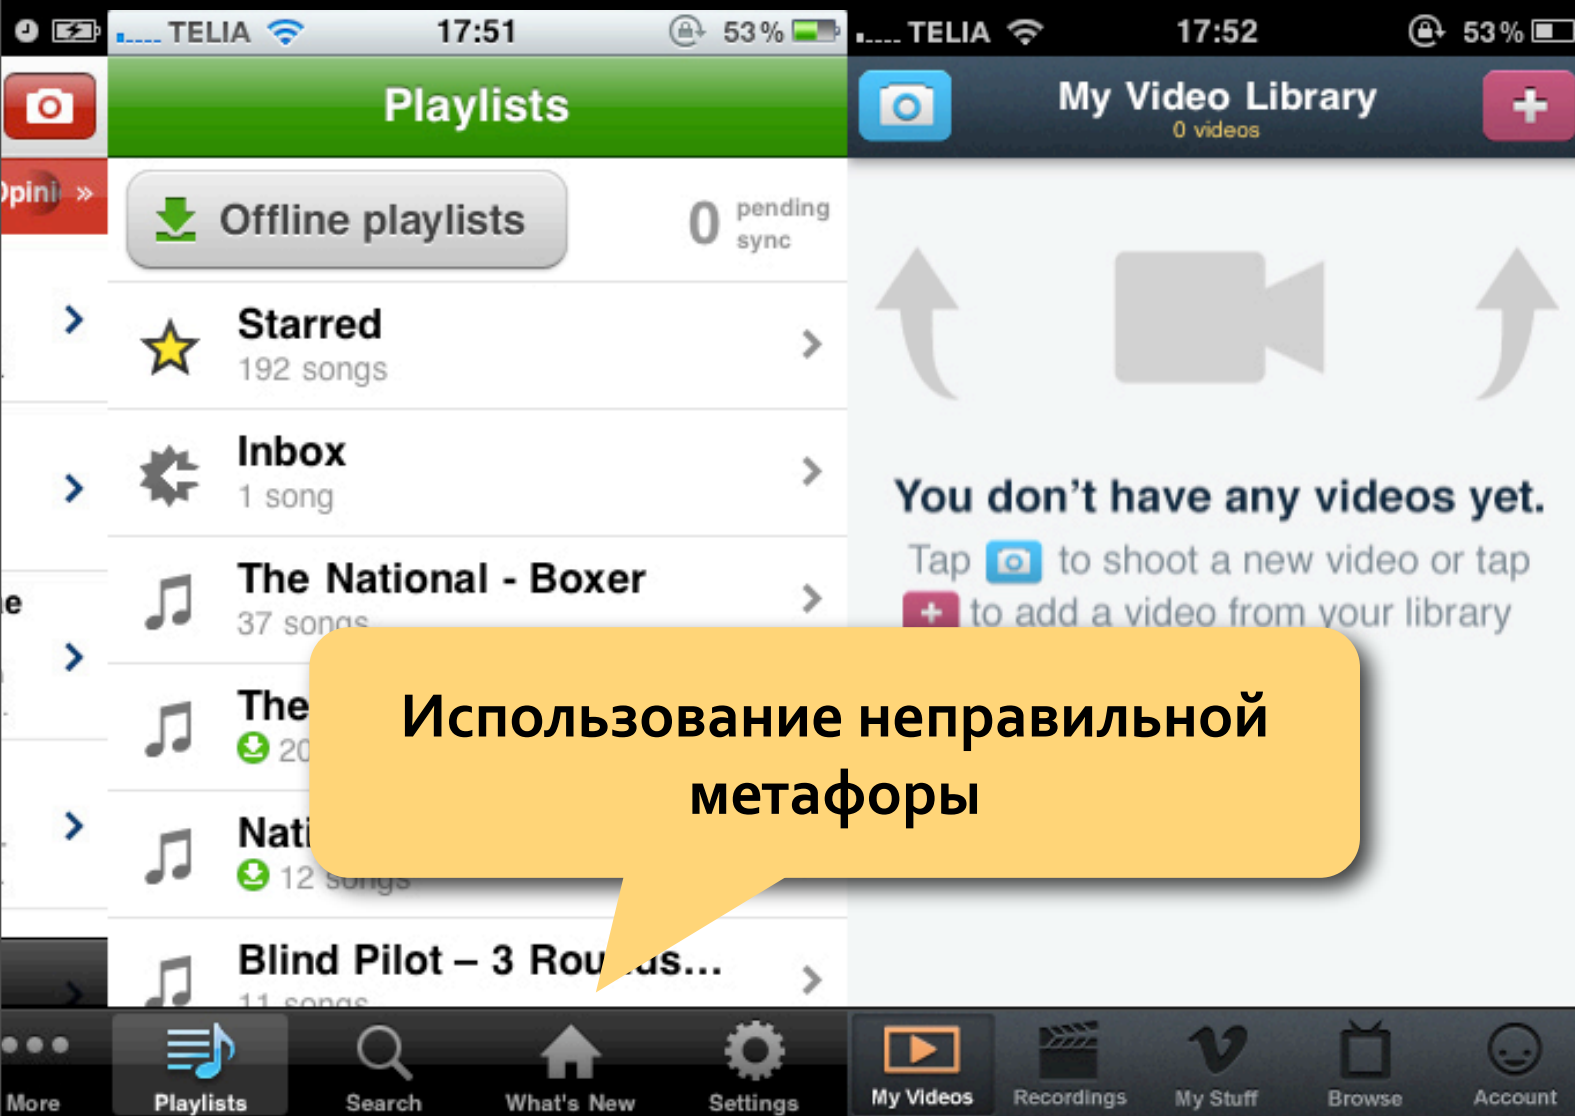 TELIA 17:51 53%
TELIA 17:52 53%
Playlists
My Video Library
0 videos
»
Offline playlists
0 pending
sync
Starred
192 songs
Inbox
1 song
The National - Boxer
37 songs
The
20
Nati
12 songs
Blind Pilot – 3 Rounds...
11 songs
You don't have any videos yet.
Tap to shoot a new video or tap
to add a video from your library
Использование неправильной
метафоры
More
Playlists
Search
What's New
Settings
My Videos
Recordings
My Stuff
Browse
Account